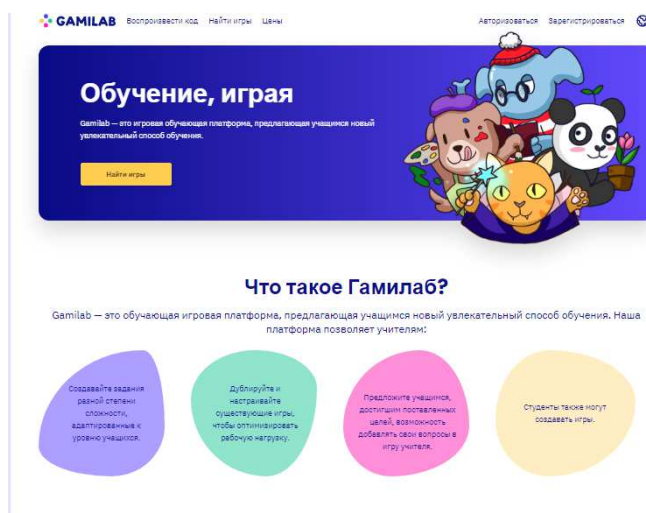 GAMILAB Воспроизвести код Найти игры Цены Авторизоваться Зарегистрироваться
Обучение, играя
Gamilab — это игровая обучающая платформа, предлагающая учащимся новый
увлекательный способ обучения.
Найти игры
Что такое Гамилаб?
Gamilab — это обучающая игровая платформа, предлагающая учащимся новый увлекательный способ обучения. Наша
платформа позволяет учителям:
Создавайте задания
разной степени
сложности,
адаптированные к
уровню учащихся.
Дублируйте и
настраивайте
существующие игры,
чтобы оптимизировать
рабочую нагрузку.
Предложите учащимся,
достигшим поставленных
целей, возможность
добавлять свои вопросы в
игру учителя.
Студенты также могут
создавать игры.